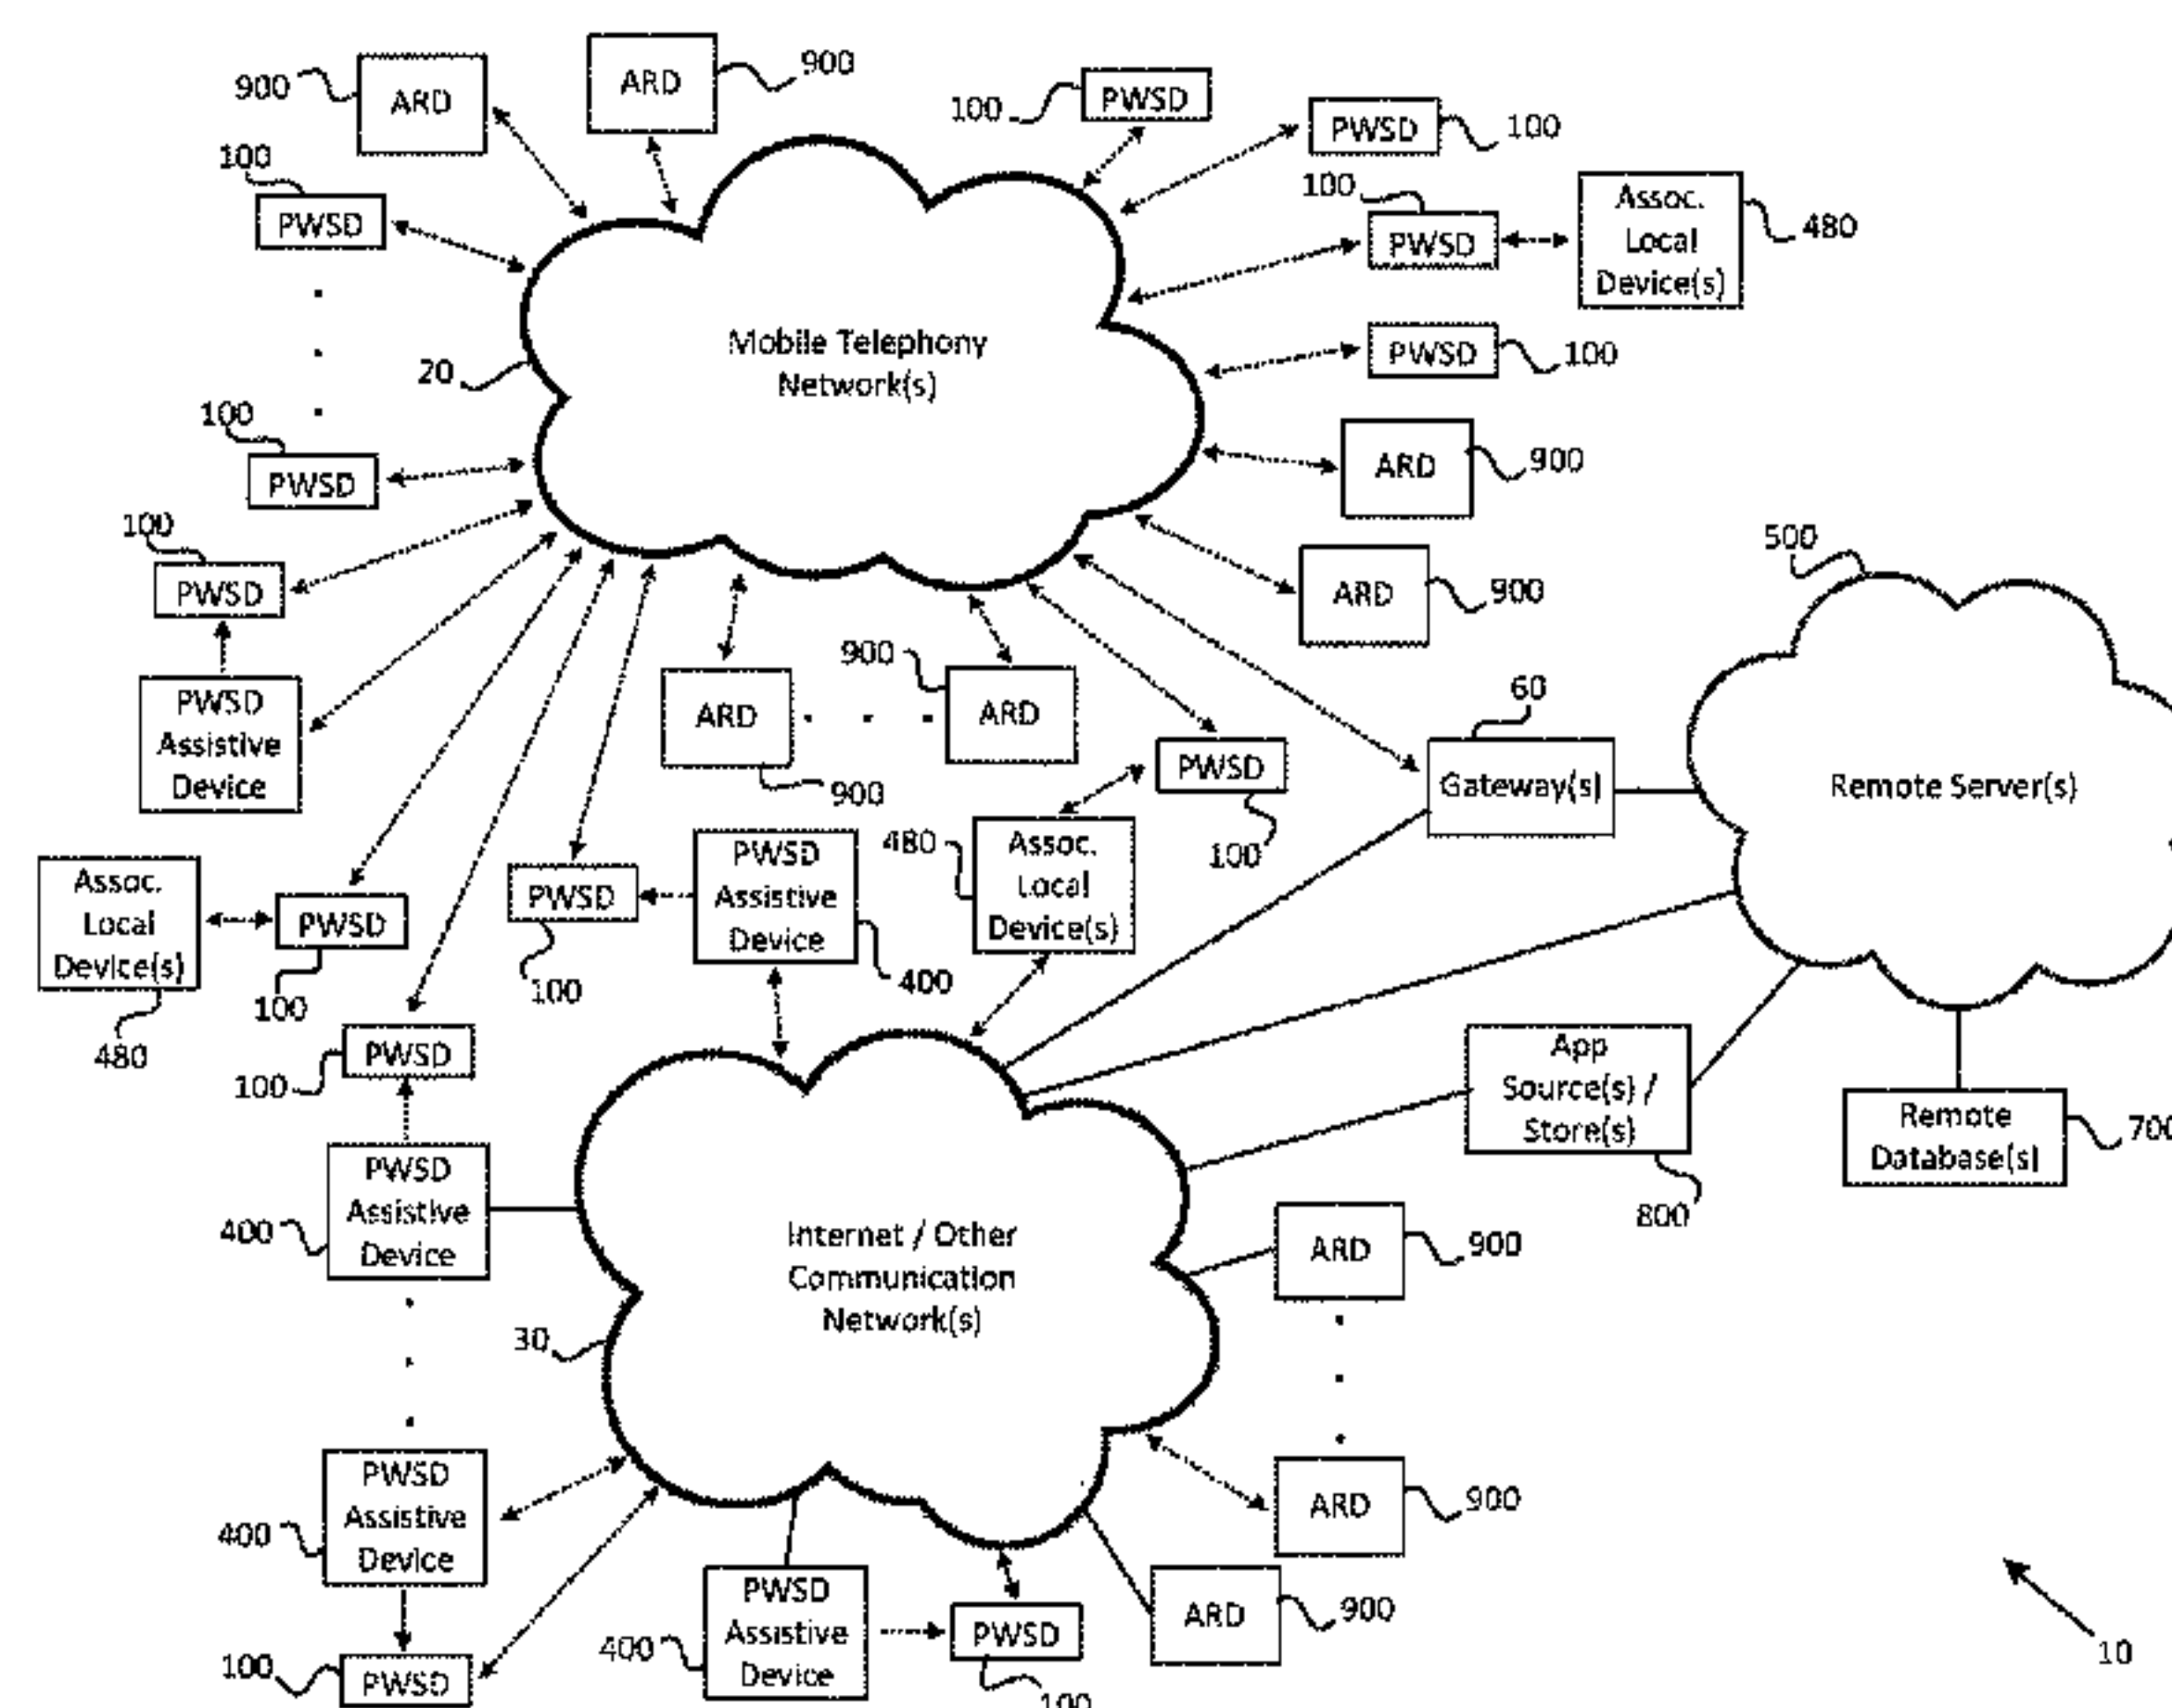 900
ARD
ARD
900
100
PWSD
PWSD
100
100
PWSD
100
PWSD
Assoc.
Local
Device(s)
480
Mobile Telephony
Network(s)
20
PWSD
100
100
PWSD
ARD
900
100
PWSD
ARD
900
500
PWSD
Assistive
Device
ARD
900
ARD
900
PWSD
100
60
Gateway(s)
Remote Server(s)
Assoc.
Local
Device(s)
480
PWSD
100
PWSD
100
PWSD
Assistive
Device
400
480
Assoc.
Local
Device(s)
100
PWSD
App
Source(s) /
Store(s)
800
Remote
Database(s)
700
PWSD
Assistive
Device
400
Internet / Other
Communication
Network(s)
30
ARD
900
PWSD
Assistive
Device
400
ARD
900
100
PWSD
400
PWSD
Assistive
Device
PWSD
100
ARD
900
10